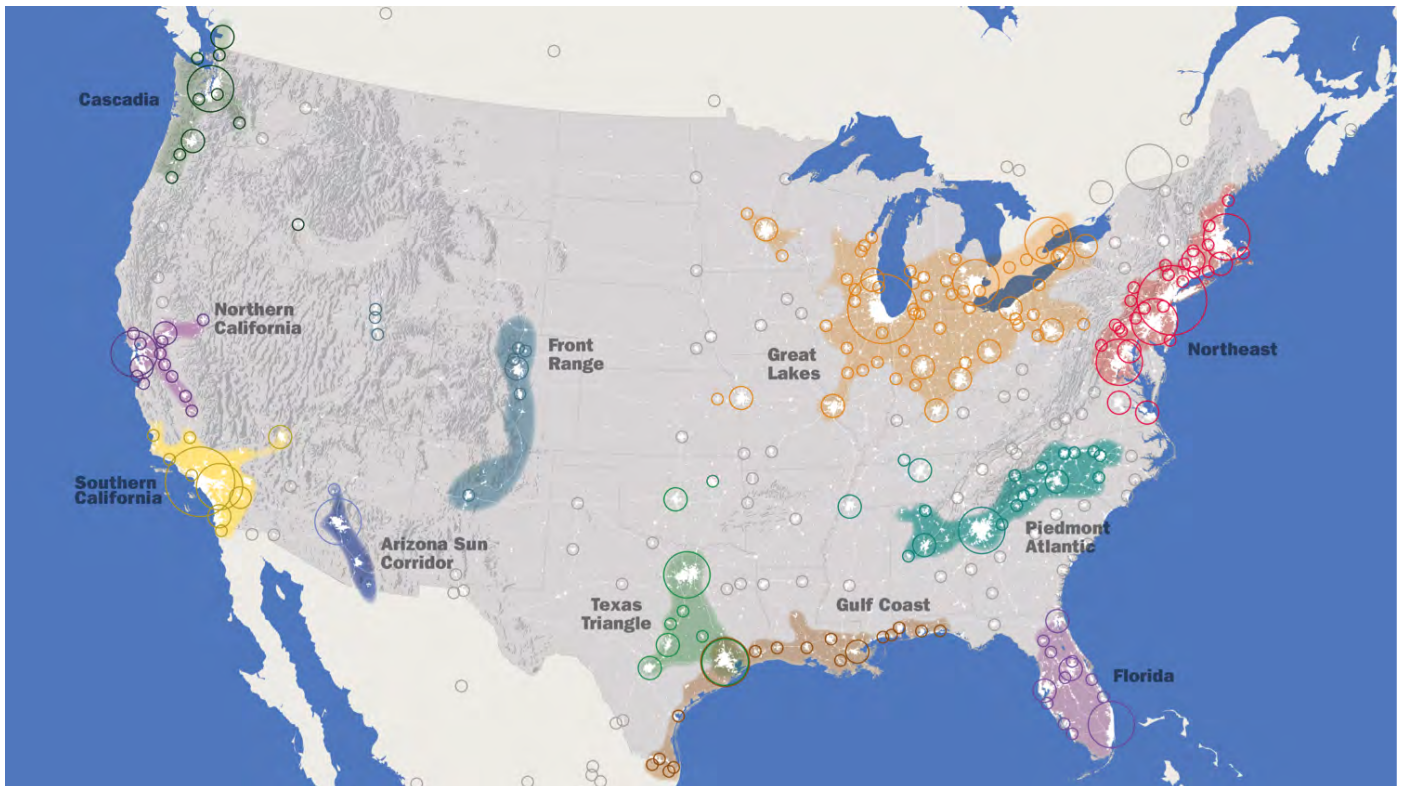 Cascadia
Northern
California
Front
Range
Great
Lakes
Northeast
Southern
California
Arizona Sun
Corridor
Piedmont
Atlantic
Texas
Triangle
Gulf Coast
Florida